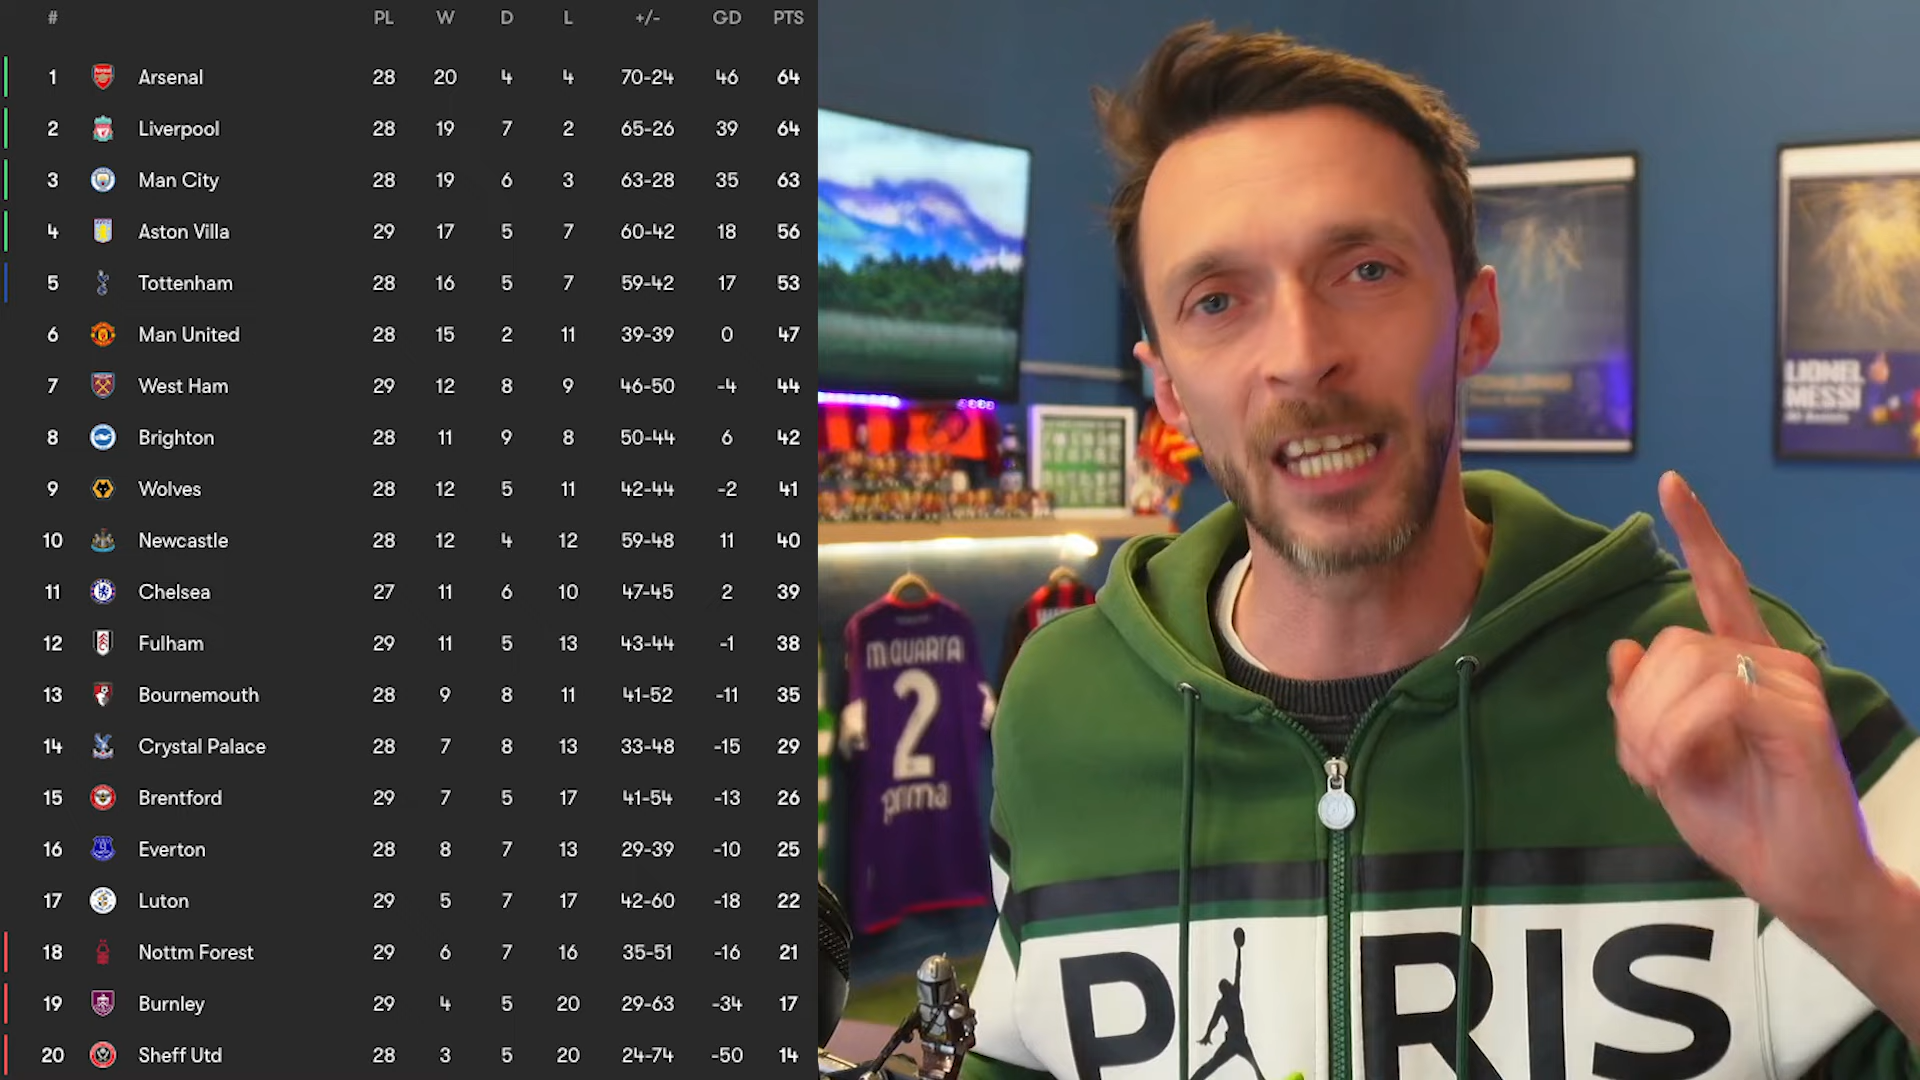 # PL W D L +/- GD PTS
1 Arsenal 28 20 4 4 70-24 46 64
2 Liverpool 28 19 7 2 65-26 39 64
3 Man City 28 19 6 3 63-28 35 63
4 Aston Villa 29 17 5 7 60-42 18 56
5 Tottenham 28 16 5 7 59-42 17 53
6 Man United 28 15 2 11 39-39 0 47
7 West Ham 29 12 8 9 46-50 -4 44
8 Brighton 28 11 9 8 50-44 6 42
9 Wolves 28 12 5 11 42-44 -2 41
10 Newcastle 28 12 4 12 59-48 11 40
11 Chelsea 27 11 6 10 47-45 2 39
12 Fulham 29 11 5 13 43-44 -1 38
13 Bournemouth 28 9 8 11 41-52 -11 35
14 Crystal Palace 28 7 8 13 33-48 -15 29
15 Brentford 29 7 5 17 41-54 -13 26
16 Everton 28 8 7 13 29-39 -10 25
17 Luton 29 5 7 17 42-60 -18 22
18 Nottm Forest 29 6 7 16 35-51 -16 21
19 Burnley 29 4 5 20 29-63 -34 17
20 Sheff Utd 28 3 5 20 24-74 -50 14
LIONEL
MESSI
M.QUARTA
2
prima
PARIS